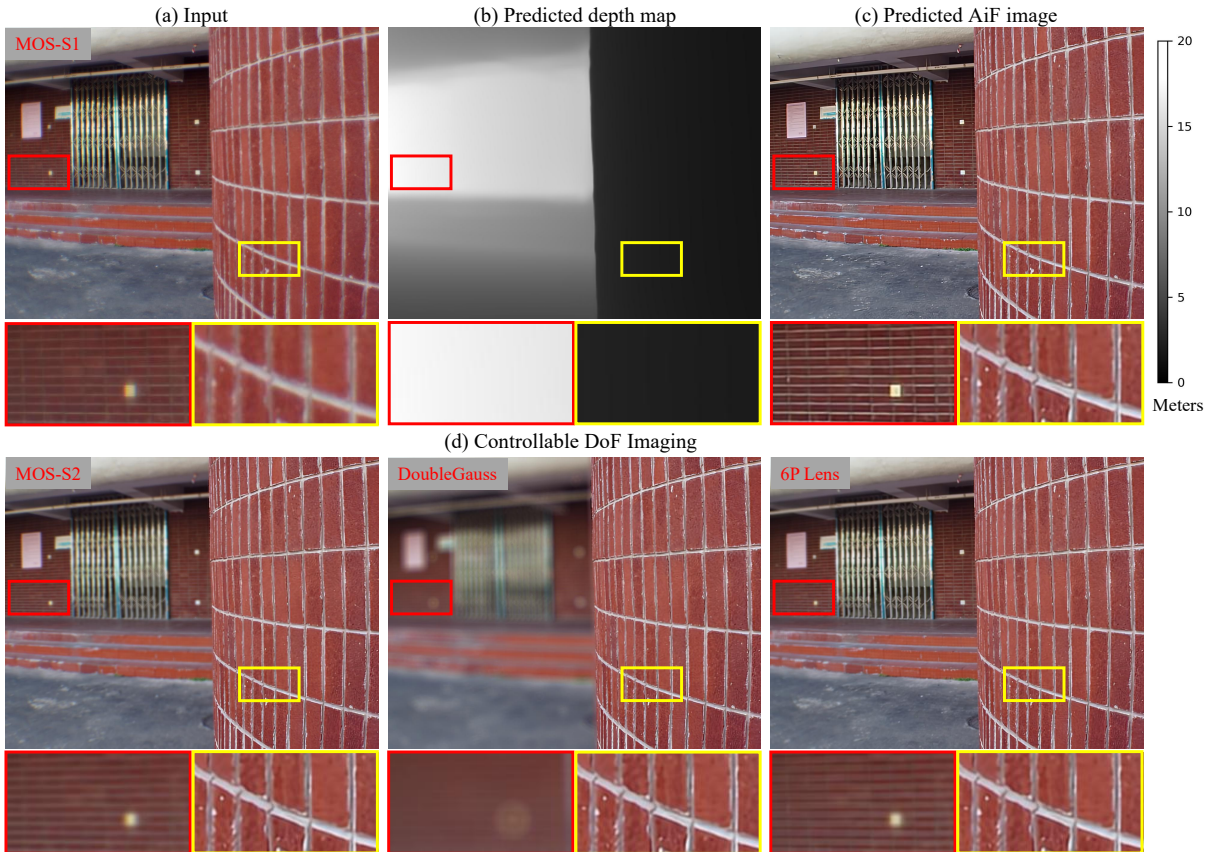 (a) Input
(b) Predicted depth map
(c) Predicted AiF image
MOS-S1
20
15
10
5
0
Meters
(d) Controllable DoF Imaging
MOS-S2
DoubleGauss
6P Lens